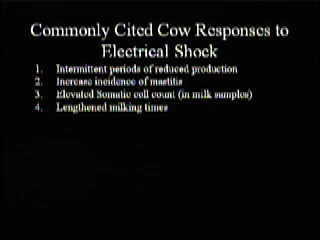 Commonly Cited Cow Responses to
Electrical Shock
1. Intermittent periods of reduced production
2. Increase incidence of mastitis
3. Elevated Somatic cell count (in milk samples)
4. Lengthened milking times